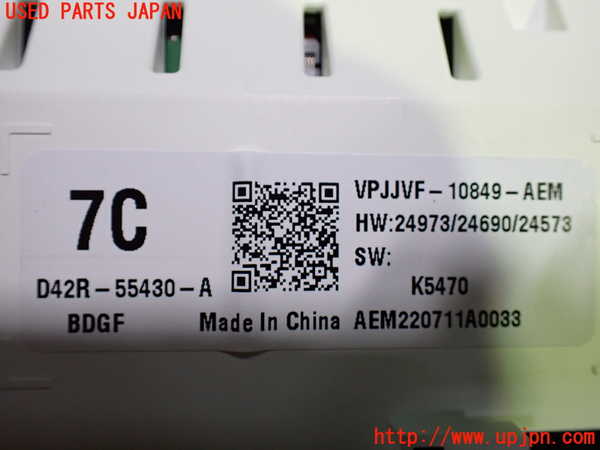 USED PARTS JAPAN
7C
D42R-55430-A
BDGF
Made In China
VPJJVF-10849-AEM
HW:24973/24690/24573
SW:
K5470
AEM220711A0033
http://www.upjpn.com/